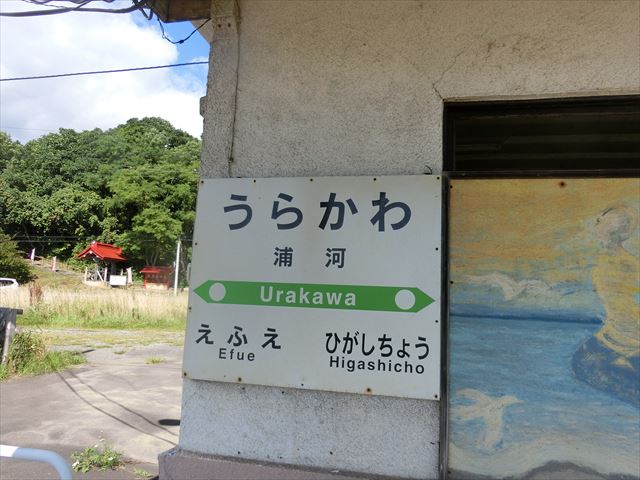 うらかわ
浦河
Urakawa
えふえ
Efue
ひがしちょう
Higashicho